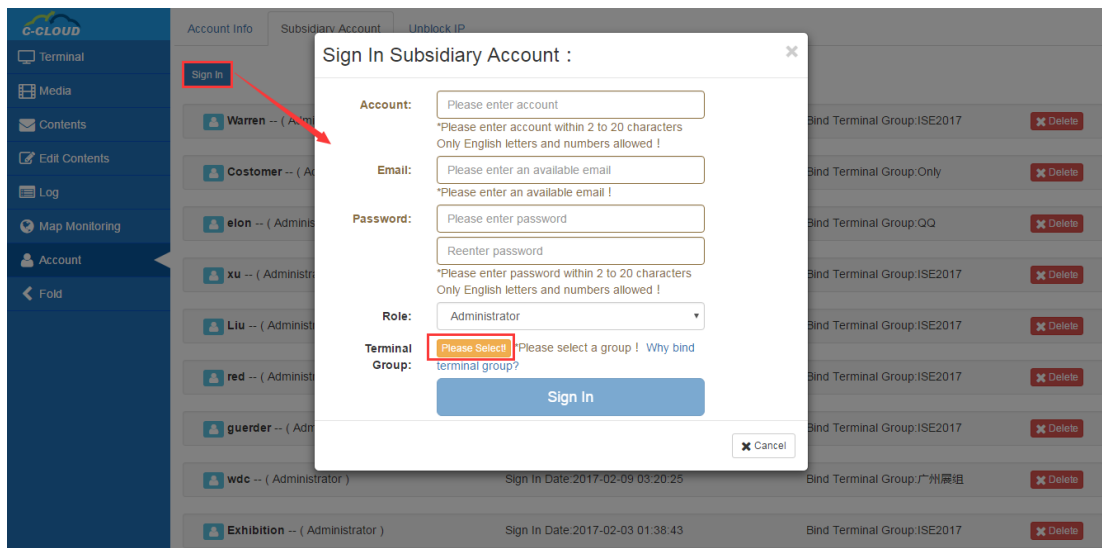 C-CLOUD
Terminal
Media
Contents
Edit Contents
Log
Map Monitoring
Account
Fold
Account Info
Subsidiary Account
Unblock IP
Sign In
Sign In Subsidiary Account :
×
Account:
Please enter account
*Please enter account within 2 to 20 characters
Only English letters and numbers allowed !
Email:
Please enter an available email
*Please enter an available email !
Password:
Please enter password
Reenter password
*Please enter password within 2 to 20 characters
Only English letters and numbers allowed !
Role:
Administrator
Terminal
Group:
Please Select! *Please select a group ! Why bind
terminal group?
Sign In
Cancel
Warren -- ( Admi
Bind Terminal Group:ISE2017
Delete
Costomer -- ( Ad
Bind Terminal Group:Only
Delete
elon -- ( Adminis
Bind Terminal Group:QQ
Delete
xu -- ( Administra
Bind Terminal Group:ISE2017
Delete
Liu -- ( Administ
Bind Terminal Group:ISE2017
Delete
red -- ( Administ
Bind Terminal Group:ISE2017
Delete
guerder -- ( Adm
Bind Terminal Group:ISE2017
Delete
wdc -- ( Administrator )
Sign In Date:2017-02-09 03:20:25
Bind Terminal Group:广州展组
Delete
Exhibition -- ( Administrator )
Sign In Date:2017-02-03 01:38:43
Bind Terminal Group:ISE2017
Delete